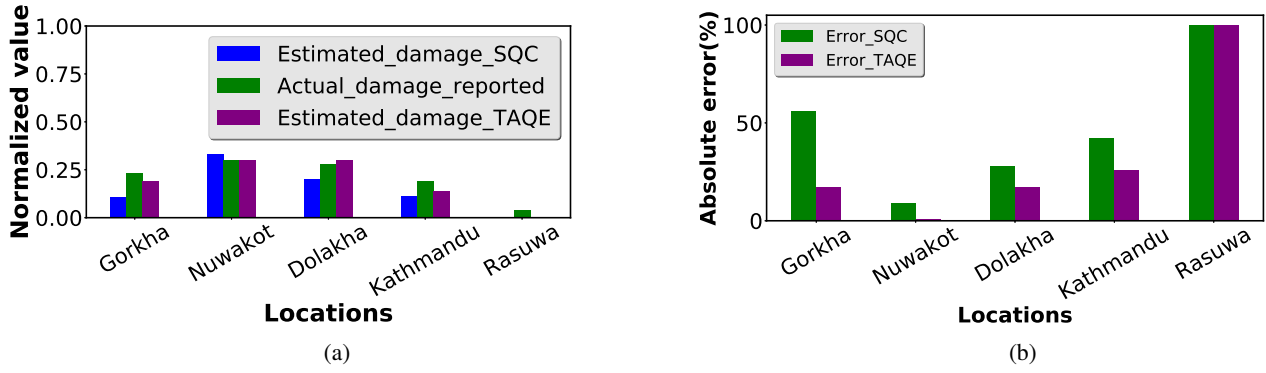 Normalized value
1.00
0.75
0.50
0.25
0.00
Estimated_damage_SQC
Actual_damage_reported
Estimated_damage_TAQE
Gorkha
Nuwakot
Dolakha
Kathmandu
Rasuwa
Locations
(a)
Absolute error(%)
100
50
0
Error_SQC
Error_TAQE
Gorkha
Nuwakot
Dolakha
Kathmandu
Rasuwa
Locations
(b)